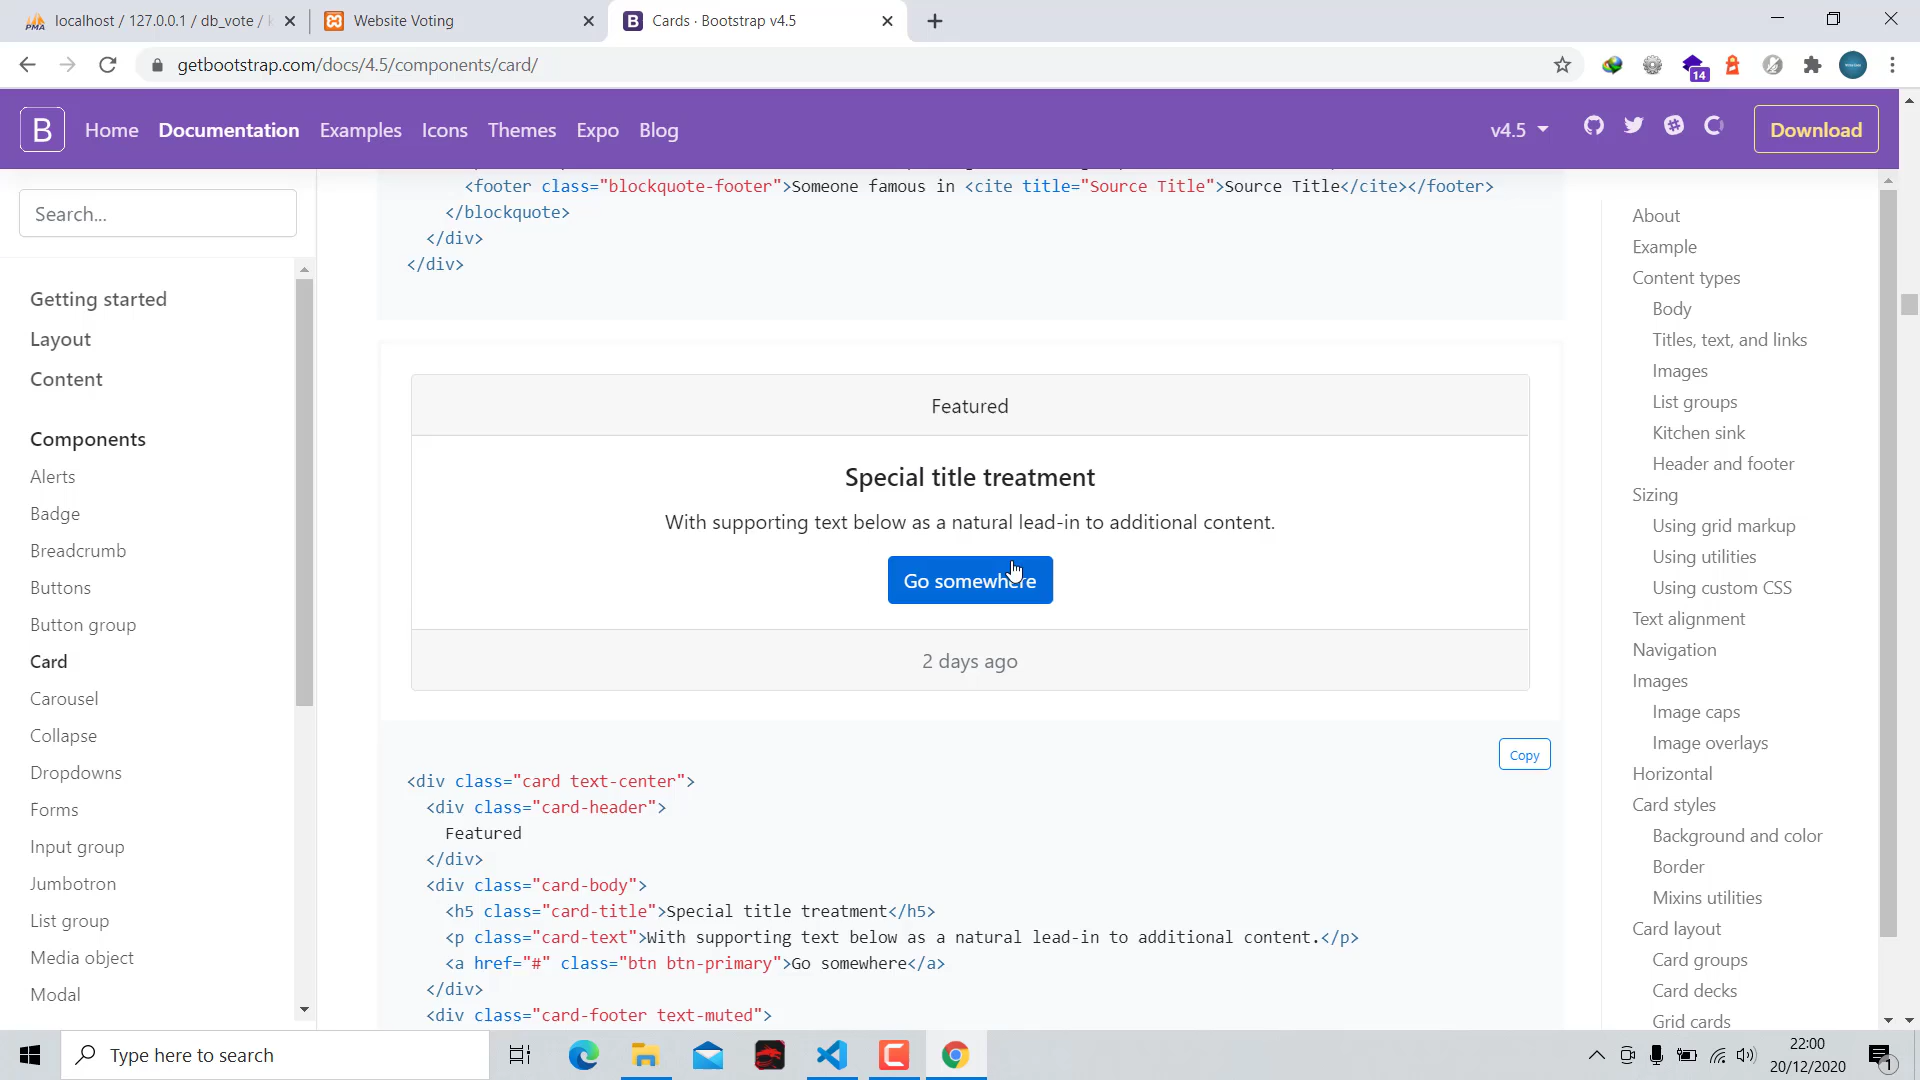 localhost / 127.0.0.1 / db_vote /
Website Voting
Cards · Bootstrap v4.5
getbootstrap.com/docs/4.5/components/card/
14
B
Home Documentation Examples Icons Themes Expo Blog
v4.5
Download
Search...
Getting started
Layout
Content
Components
Alerts
Badge
Breadcrumb
Buttons
Button group
Card
Carousel
Collapse
Dropdowns
Forms
Input group
Jumbotron
List group
Media object
Modal
<footer class="blockquote-footer">Someone famous in <cite title="Source Title">Source Title</cite></footer>
</blockquote>
</div>
</div>
Featured
Special title treatment
With supporting text below as a natural lead-in to additional content.
Go somewhere
2 days ago
Copy
<div class="card text-center">
<div class="card-header">
Featured
</div>
<div class="card-body">
<h5 class="card-title">Special title treatment</h5>
<p class="card-text">With supporting text below as a natural lead-in to additional content.</p>
<a href="#" class="btn btn-primary">Go somewhere</a>
</div>
<div class="card-footer text-muted">
About
Example
Content types
Body
Titles, text, and links
Images
List groups
Kitchen sink
Header and footer
Sizing
Using grid markup
Using utilities
Using custom CSS
Text alignment
Navigation
Images
Image caps
Image overlays
Horizontal
Card styles
Background and color
Border
Mixins utilities
Card layout
Card groups
Card decks
Grid cards
Type here to search
22:00
20/12/2020
1